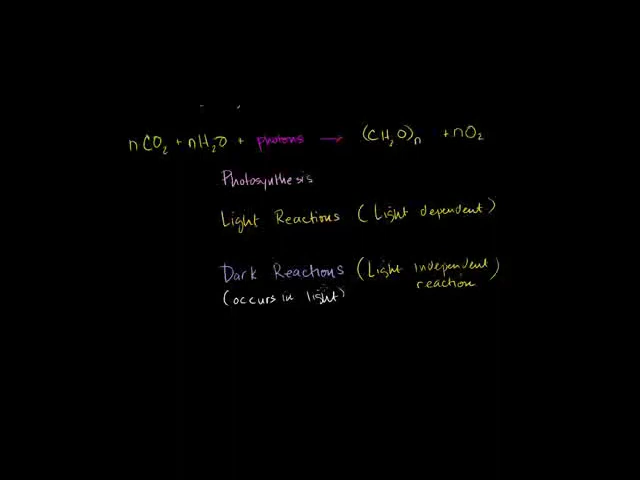 nCO₂ + nH₂O + photons → (CH₂O)n + nO₂
Photosynthesis
Light Reactions (Light dependent)
Dark Reactions (Light independent reaction)
(occurs in light)